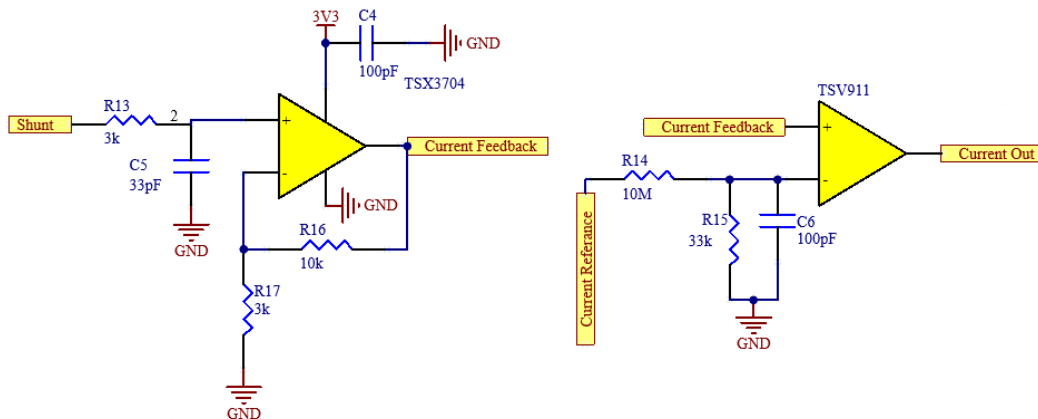 3V3
C4
GND
100pF
TSX3704
R13
2
Shunt
3k
+
-
C5
33pF
GND
Current Feedback
GND
R16
10k
R17
3k
GND
TSV911
Current Feedback
+
-
Current Out
R14
10M
R15
33k
C6
100pF
Current Referance
GND